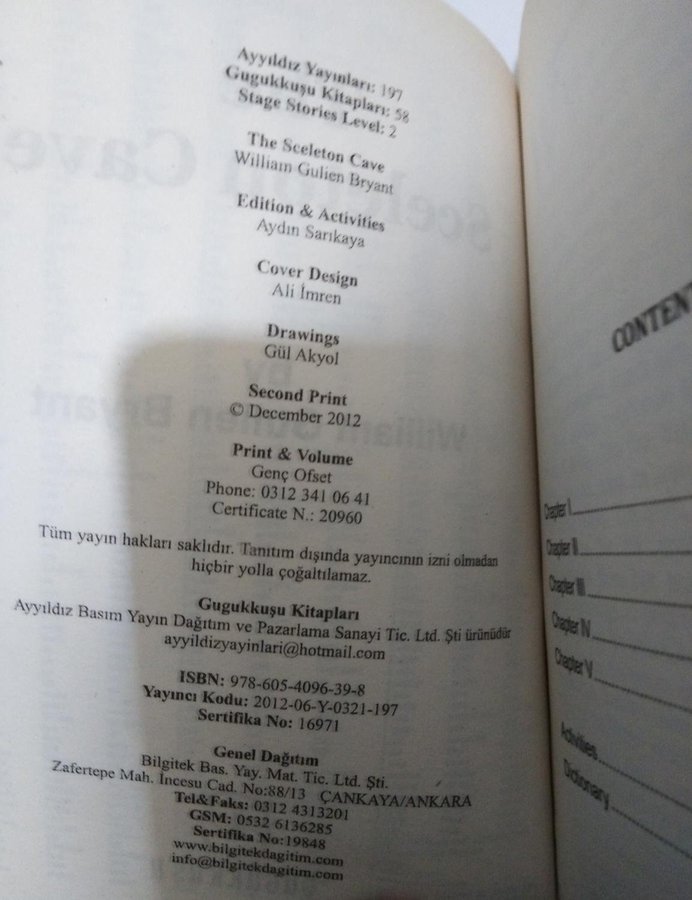 Ayyıldız Yayınları: 197
Gugukkuşu Kitapları: 58
Stage Stories Level: 2
The Sceleton Cave
William Gulien Bryant
Edition & Activities
Aydın Sarıkaya
Cover Design
Ali İmren
Drawings
Gül Akyol
Second Print
© December 2012
Print & Volume
Genç Ofset
Phone: 0312 341 06 41
Certificate N.: 20960
Tüm yayın hakları saklıdır. Tanıtım dışında yayıncının izni olmadan
hiçbir yolla çoğaltılamaz.
Gugukkuşu Kitapları
Ayyıldız Basım Yayın Dağıtım ve Pazarlama Sanayi Tic. Ltd. Şti ürünüdür
ayyildizyayinlari@hotmail.com
ISBN: 978-605-4096-39-8
Yayıncı Kodu: 2012-06-Y-0321-197
Sertifika No: 16971
Genel Dağıtım
Bilgitek Bas. Yay. Mat. Tic. Ltd. Şti.
Zafertepe Mah. İncesu Cad. No:88/13 ÇANKAYA/ANKARA
Tel&Faks: 0312 4313201
GSM: 0532 6136285
Sertifika No:19848
www.bilgitekdagitim.com
info@bilgitekdagitim.com
CONTENT
Chapter I
Chapter II
Chapter III
Chapter IV
Chapter V
Activities
Dictionary